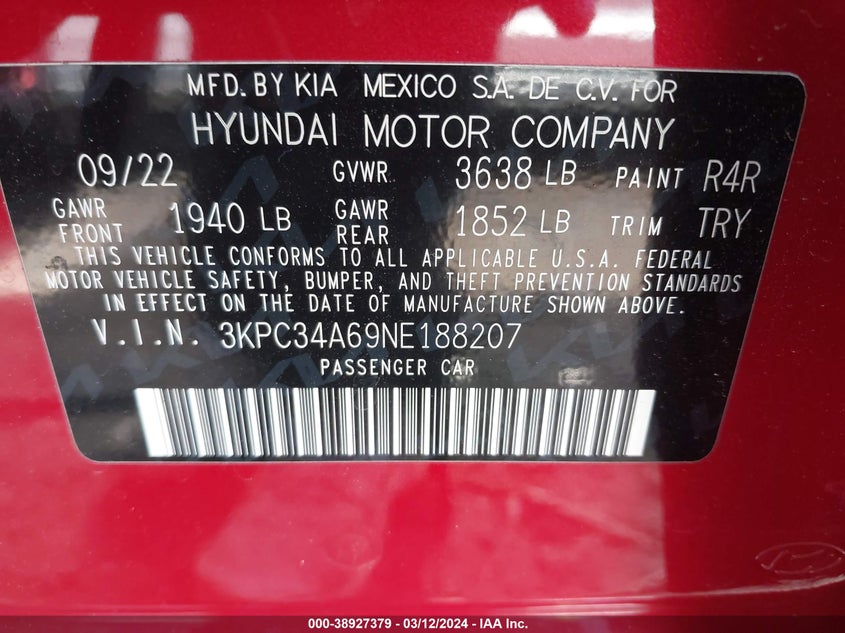 MFD. BY KIA MEXICO S.A. DE C.V. FOR
HYUNDAI MOTOR COMPANY
09/22 GVWR 3638 LB PAINT R4R
GAWR FRONT 1940 LB GAWR REAR 1852 LB TRIM TRY
THIS VEHICLE CONFORMS TO ALL APPLICABLE U.S.A. FEDERAL
MOTOR VEHICLE SAFETY, BUMPER, AND THEFT PREVENTION STANDARDS
IN EFFECT ON THE DATE OF MANUFACTURE SHOWN ABOVE.
V.I.N. 3KPC34A69NE188207
PASSENGER CAR
000-38927379 - 03/12/2024 - IAA Inc.